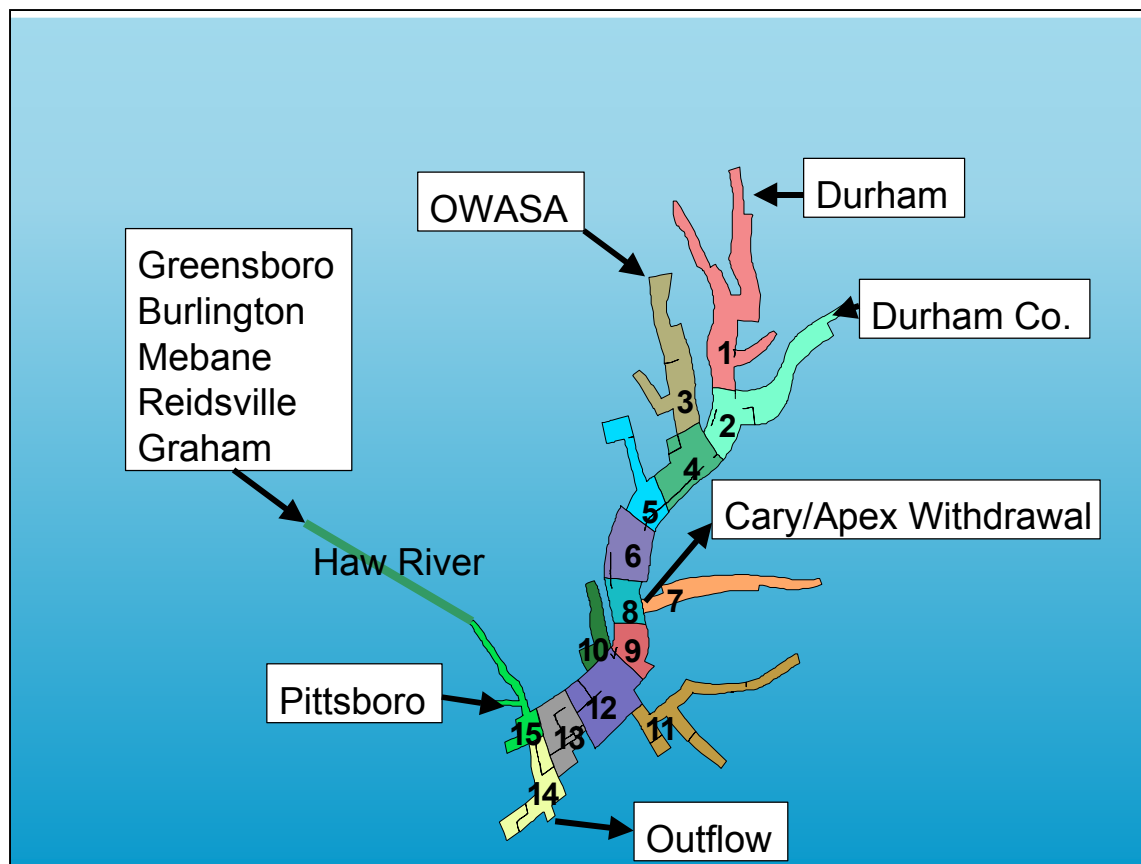 Durham
OWASA
Greensboro
Burlington
Mebane
Reidsville
Graham
Durham Co.
1
3
2
4
Cary/Apex Withdrawal
5
6
Haw River
7
8
10
9
Pittsboro
12
15
13
11
14
Outflow